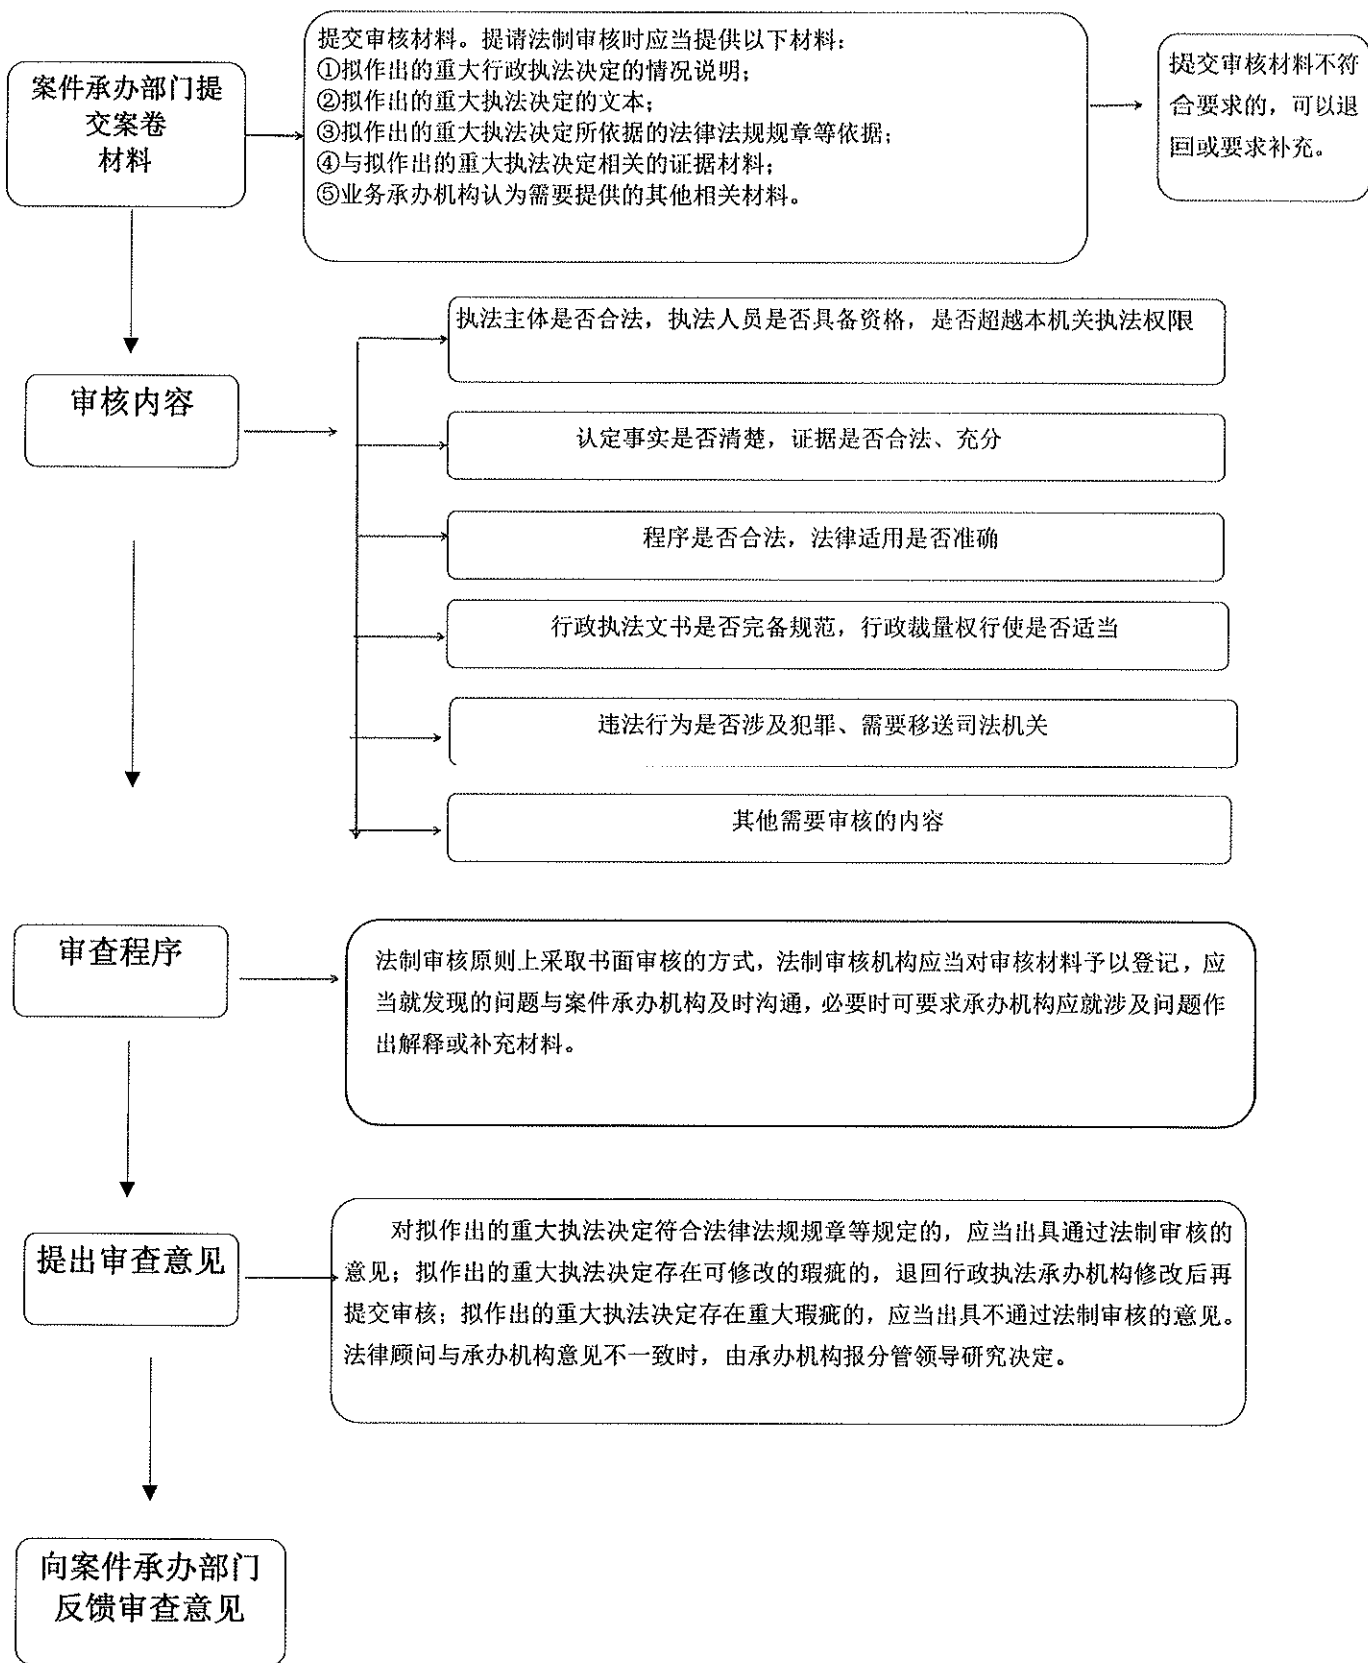 案件承办部门提
交案卷
材料
提交审核材料。提请法制审核时应当提供以下材料：
①拟作出的重大行政执法决定的情况说明；
②拟作出的重大执法决定的文本；
③拟作出的重大执法决定所依据的法律法规规章等依据；
④与拟作出的重大执法决定相关的证据材料；
⑤业务承办机构认为需要提供的其他相关材料。
提交审核材料不符
合要求的，可以退
回或要求补充。
审核内容
执法主体是否合法，执法人员是否具备资格，是否超越本机关执法权限
认定事实是否清楚，证据是否合法、充分
程序是否合法，法律适用是否准确
行政执法文书是否完备规范，行政裁量权行使是否适当
违法行为是否涉及犯罪、需要移送司法机关
其他需要审核的内容
审查程序
法制审核原则上采取书面审核的方式，法制审核机构应当对审核材料予以登记，应
当就发现的问题与案件承办机构及时沟通，必要时可要求承办机构应就涉及问题作
出解释或补充材料。
提出审查意见
对拟作出的重大执法决定符合法律法规规章等规定的，应当出具通过法制审核的
意见；拟作出的重大执法决定存在可修改的瑕疵的，退回行政执法承办机构修改后再
提交审核；拟作出的重大执法决定存在重大瑕疵的，应当出具不通过法制审核的意见。
法律顾问与承办机构意见不一致时，由承办机构报分管领导研究决定。
向案件承办部门
反馈审查意见